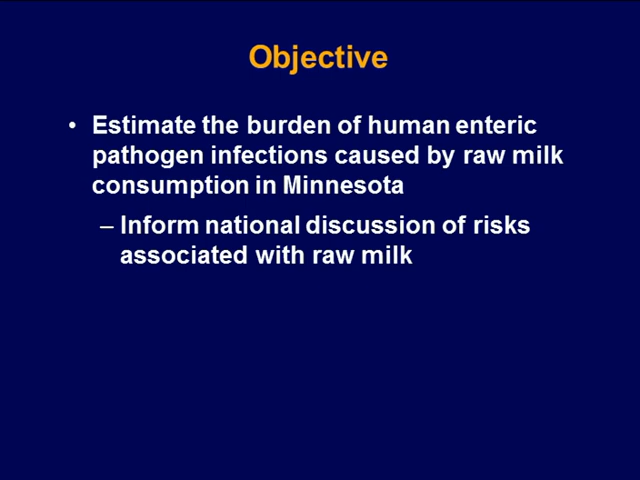 Objective
• Estimate the burden of human enteric
pathogen infections caused by raw milk
consumption in Minnesota
– Inform national discussion of risks
associated with raw milk